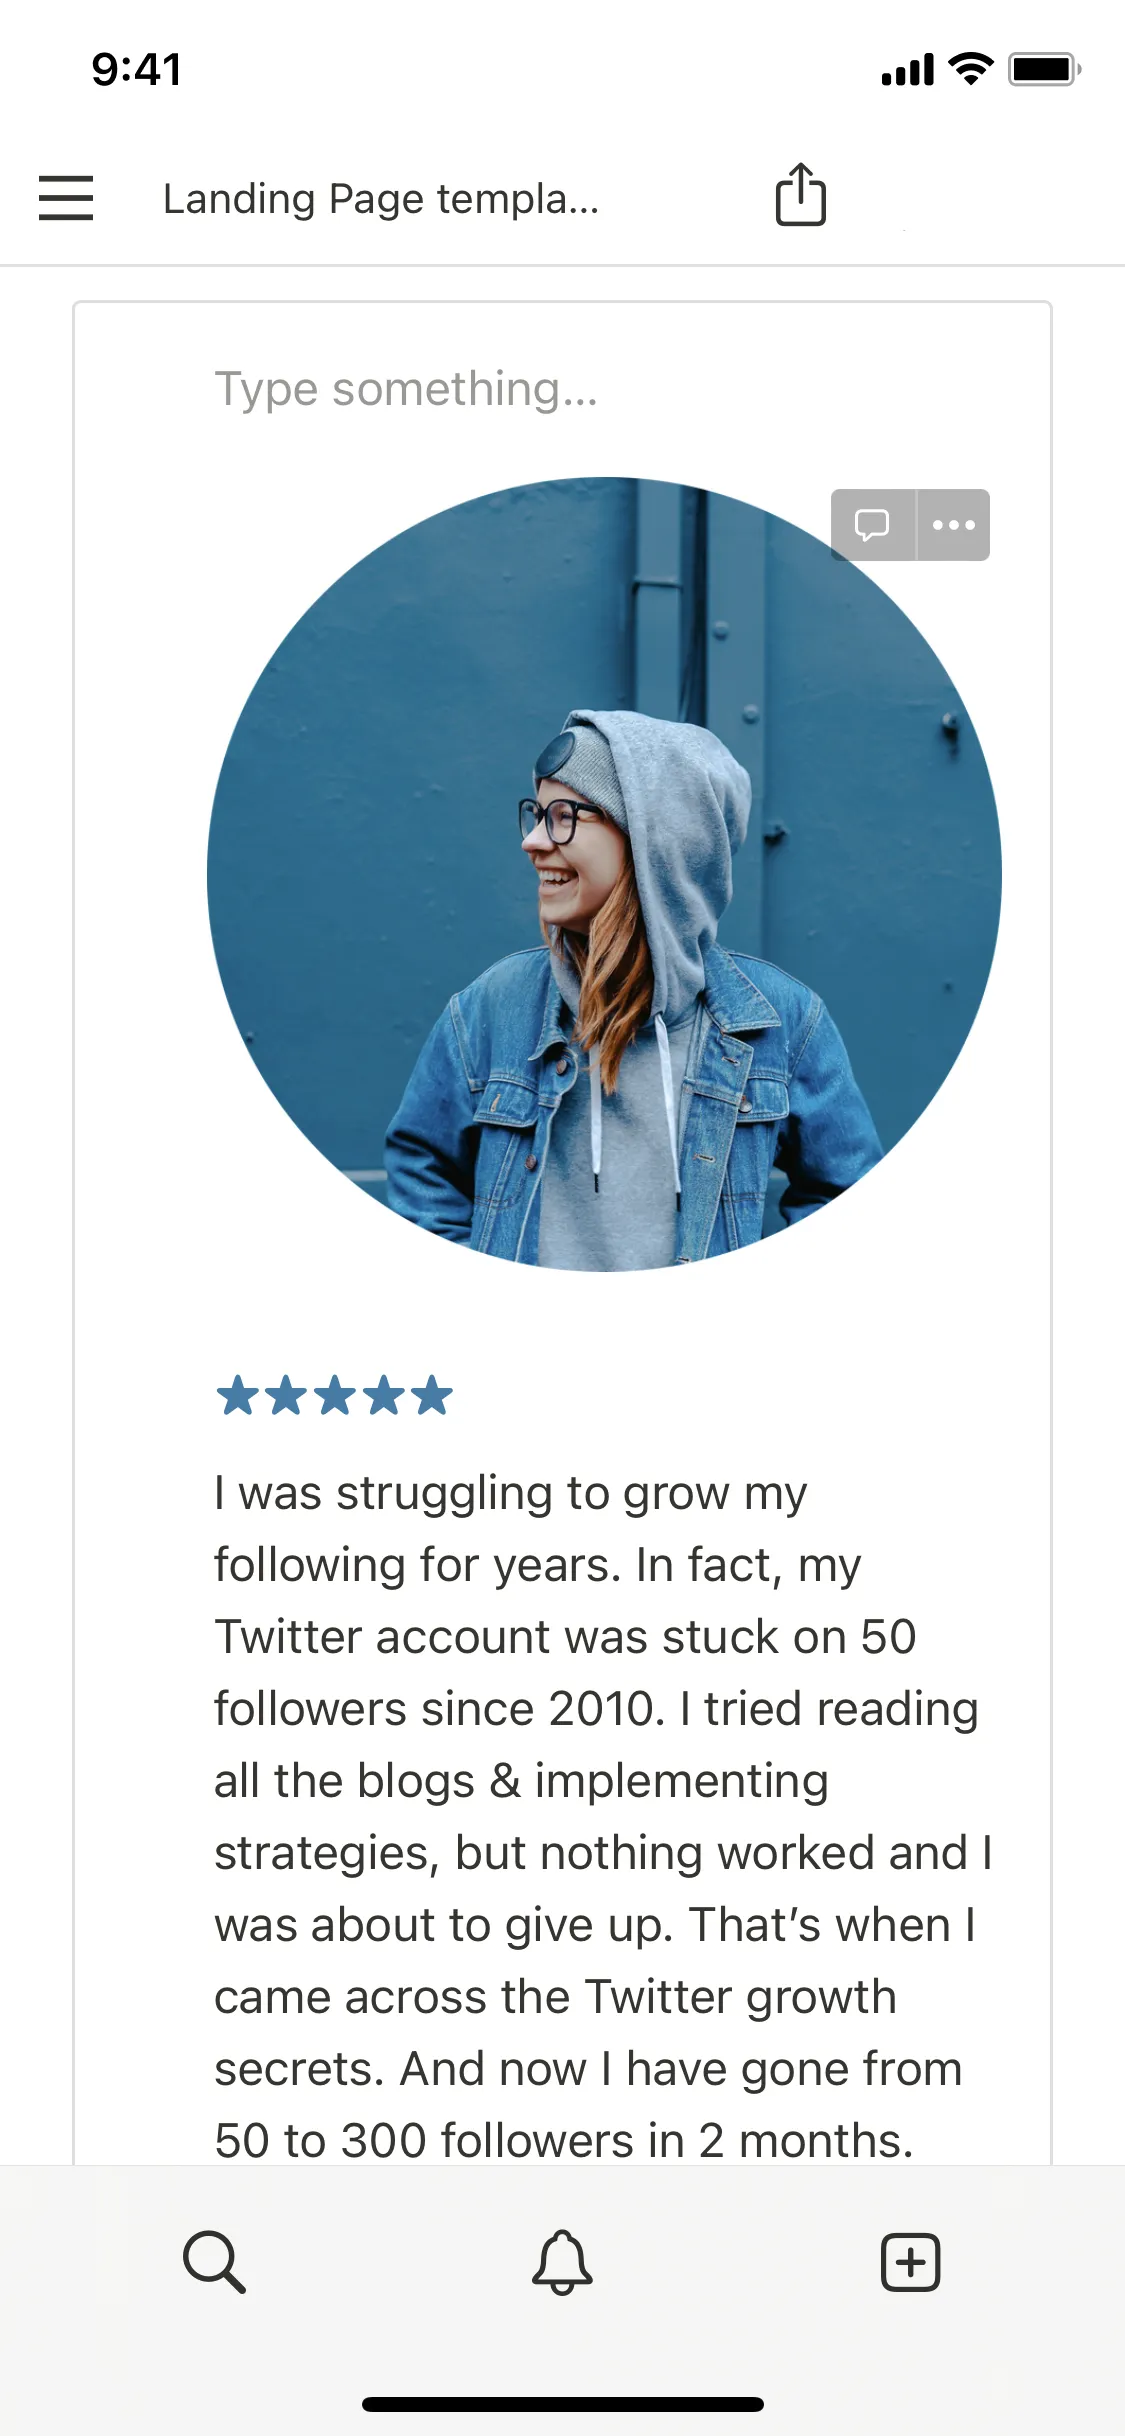 9:41
Landing Page templa...
Type something...
I was struggling to grow my
following for years. In fact, my
Twitter account was stuck on 50
followers since 2010. I tried reading
all the blogs & implementing
strategies, but nothing worked and I
was about to give up. That’s when I
came across the Twitter growth
secrets. And now I have gone from
50 to 300 followers in 2 months.